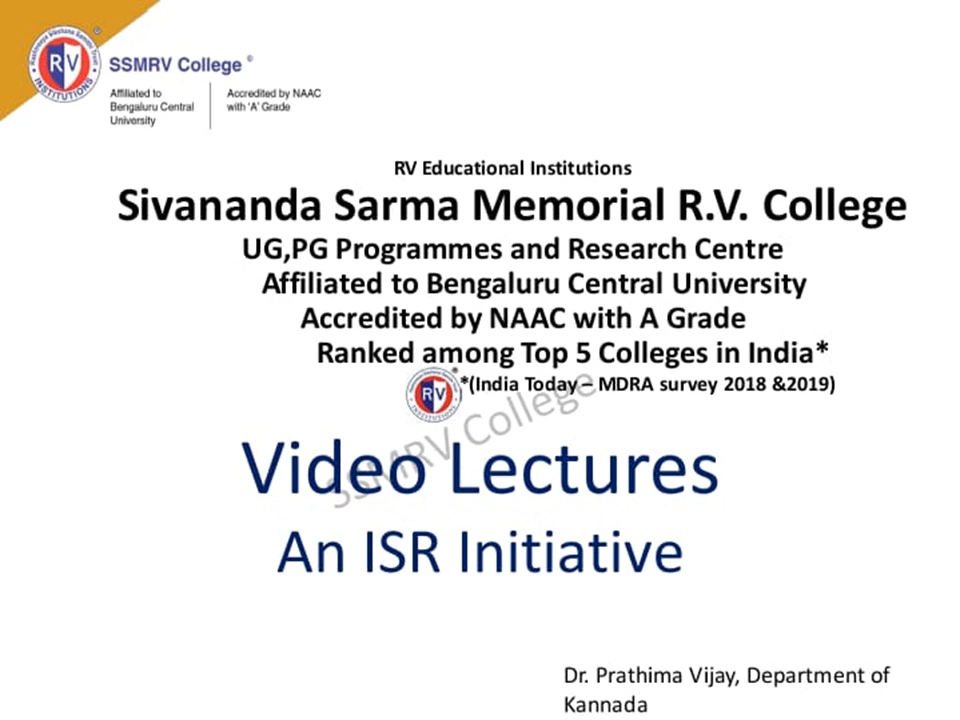 RV
INSTITUTIONS
SSMRV College ®
Affiliated to
Bengaluru Central
University
Accredited by NAAC
with 'A' Grade
RV Educational Institutions
Sivananda Sarma Memorial R.V. College
UG,PG Programmes and Research Centre
Affiliated to Bengaluru Central University
Accredited by NAAC with A Grade
Ranked among Top 5 Colleges in India*
*(India Today – MDRA survey 2018 &2019)
RV
SSMRV College
Video Lectures
An ISR Initiative
Dr. Prathima Vijay, Department of
Kannada